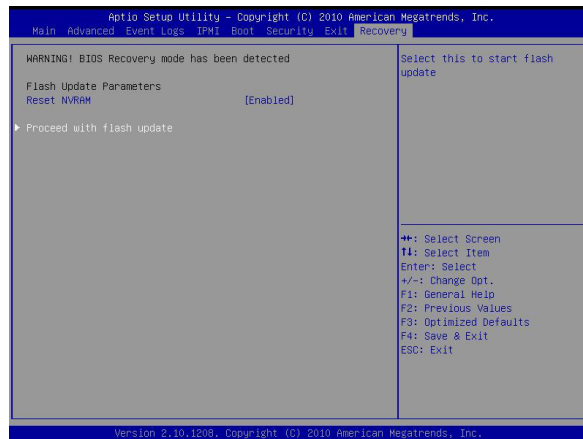 Aptio Setup Utility – Copyright (C) 2010 American Megatrends, Inc.
Main Advanced Event Logs IPMI Boot Security Exit Recovery
WARNING! BIOS Recovery mode has been detected
Flash Update Parameters
Reset NVRAM [Enabled]
▶ Proceed with flash update
Select this to start flash
update
→←: Select Screen
↑↓: Select Item
Enter: Select
+/-: Change Opt.
F1: General Help
F2: Previous Values
F3: Optimized Defaults
F4: Save & Exit
ESC: Exit
Version 2.10.1208. Copyright (C) 2010 American Megatrends, Inc.